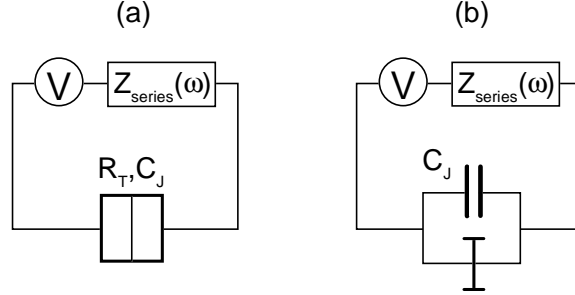 (a)
(b)
V
Z_series(ω)
V
Z_series(ω)
R_T,C_J
C_J